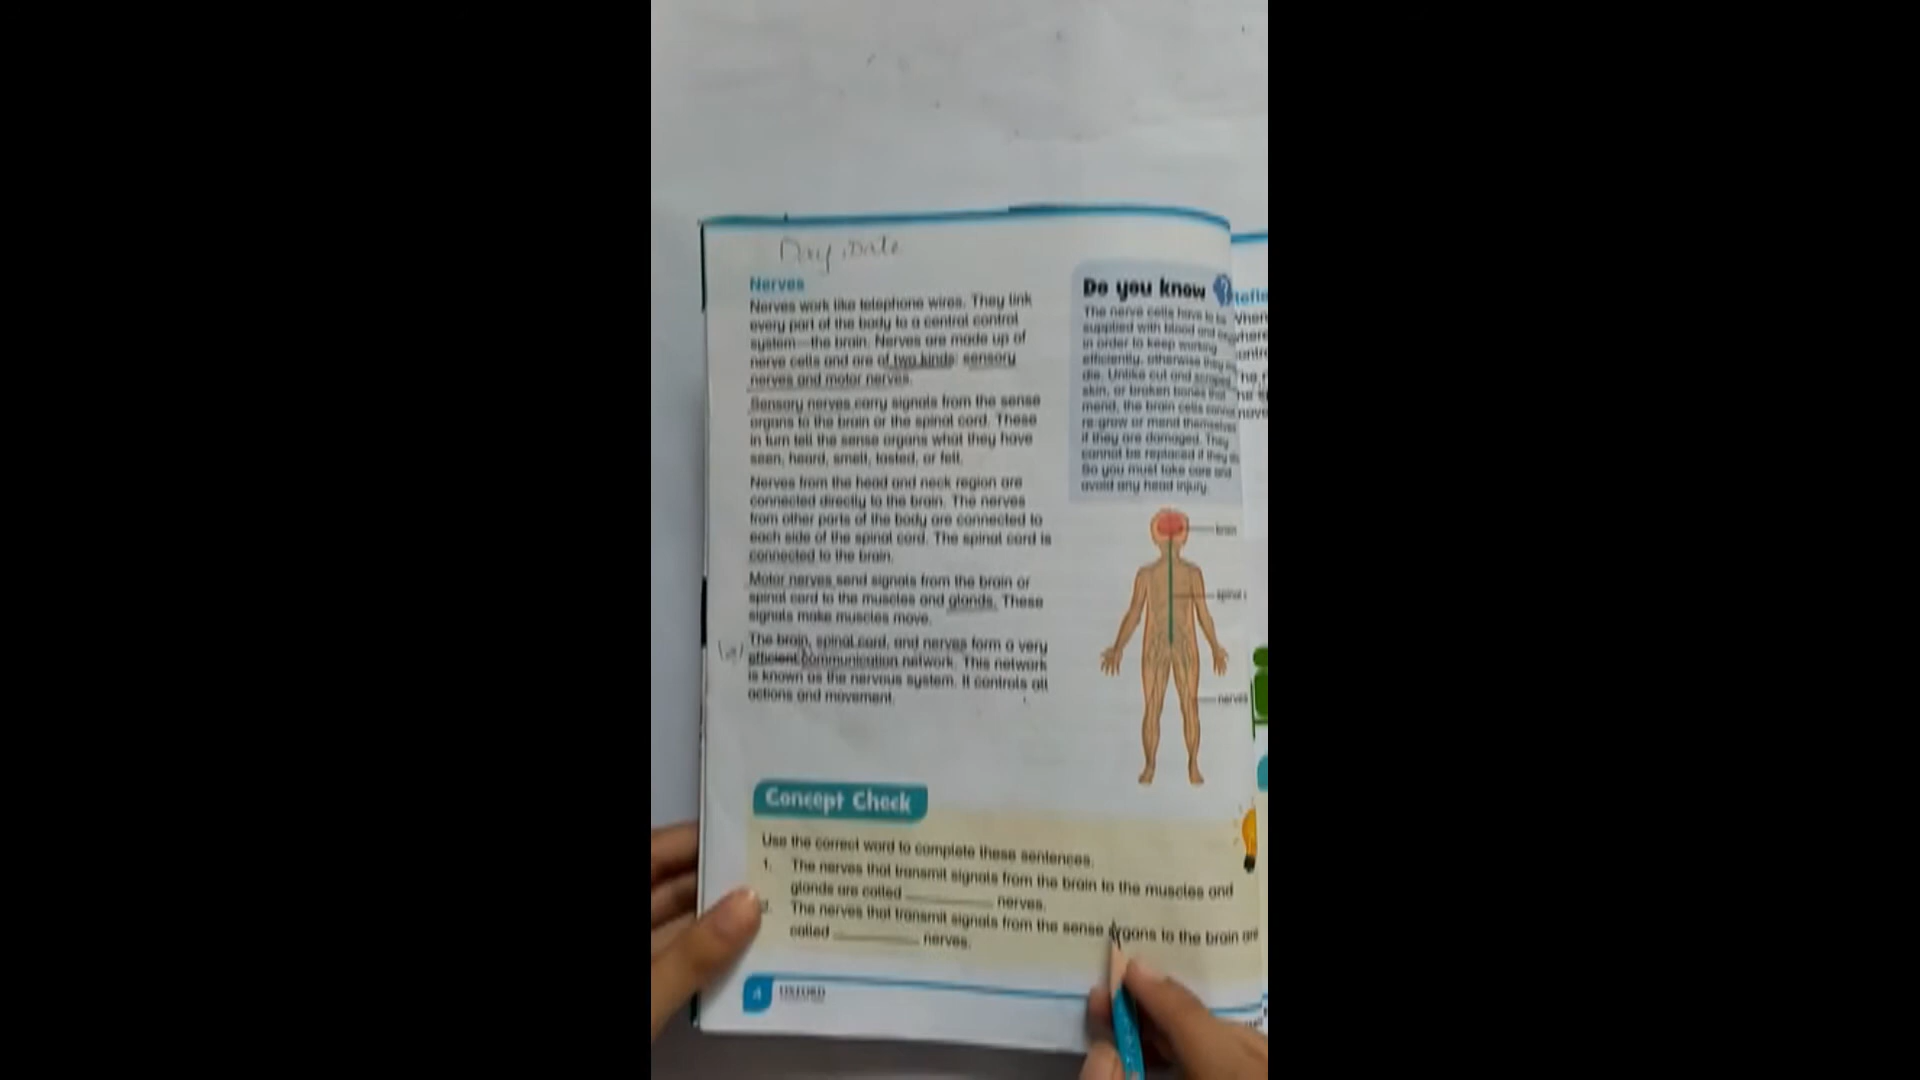 Day, Date
Nerves
Nerves work like telephone wires. They link
every part of the body to a central control
system—the brain. Nerves are made up of
nerve cells and are of two kinds: sensory
nerves and motor nerves.
Sensory nerves carry signals from the sense
organs to the brain or the spinal cord. These
in turn tell the sense organs what they have
seen, heard, smelt, tasted, or felt.
Nerves from the head and neck region are
connected directly to the brain. The nerves
from other parts of the body are connected to
each side of the spinal cord. The spinal cord is
connected to the brain.
Motor nerves send signals from the brain or
spinal cord to the muscles and glands. These
signals make muscles move.
The brain, spinal cord, and nerves form a very
efficient communication network. This network
is known as the nervous system. It controls all
actions and movement.
Do you know ?
The nerve cells have to be
supplied with blood and
in order to keep working
efficiently, otherwise they
die. Unlike cut and scraped
skin, or broken bones that
mend, the brain cells cannot
re-grow or mend themselves
if they are damaged. They
cannot be replaced if they
So you must take care and
avoid any head injury.
brain
spinal
nerves
Concept Check
Use the correct word to complete these sentences.
1. The nerves that transmit signals from the brain to the muscles and
glands are called ________ nerves.
2. The nerves that transmit signals from the sense organs to the brain are
called ________ nerves.
4 OXFORD